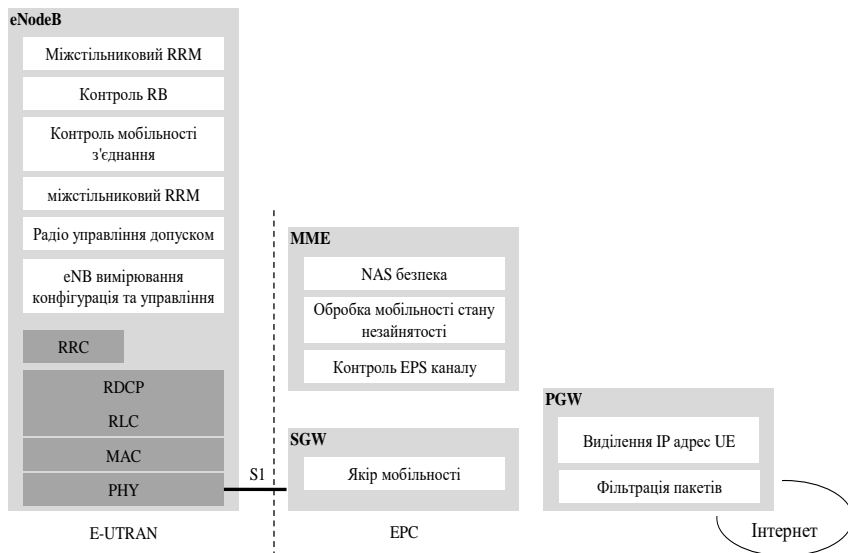 eNodeB
Міжстільниковий RRM
Контроль RB
Контроль мобільності
з'єднання
міжстільниковий RRM
Радіо управління допуском
eNB вимірювання
конфігурація та управління
RRC
RDCP
RLC
MAC
PHY
E-UTRAN
S1
MME
NAS безпека
Обробка мобільності стану
незайнятості
Контроль EPS каналу
SGW
Якір мобільності
EPC
PGW
Виділення IP адрес UE
Фільтрація пакетів
Інтернет